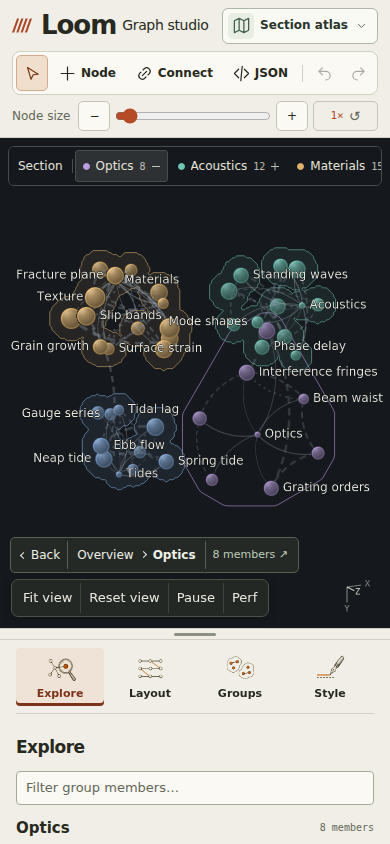 Loom Graph studio Section atlas
Node Connect JSON
Node size − + 1×
Section Optics 8 − Acoustics 12 + Materials 15
Fracture plane Materials Standing waves
Texture Acoustics
Slip bands Mode shapes
Grain growth Surface strain Phase delay
Interference fringes
Beam waist
Gauge series Tidal lag
Optics
Ebb flow
Neap tide Spring tide
Tides
Grating orders
Back Overview > Optics 8 members ↗
Fit view Reset view Pause Perf
X
Z
Y
Explore Layout Groups Style
Explore
Filter group members...
Optics 8 members